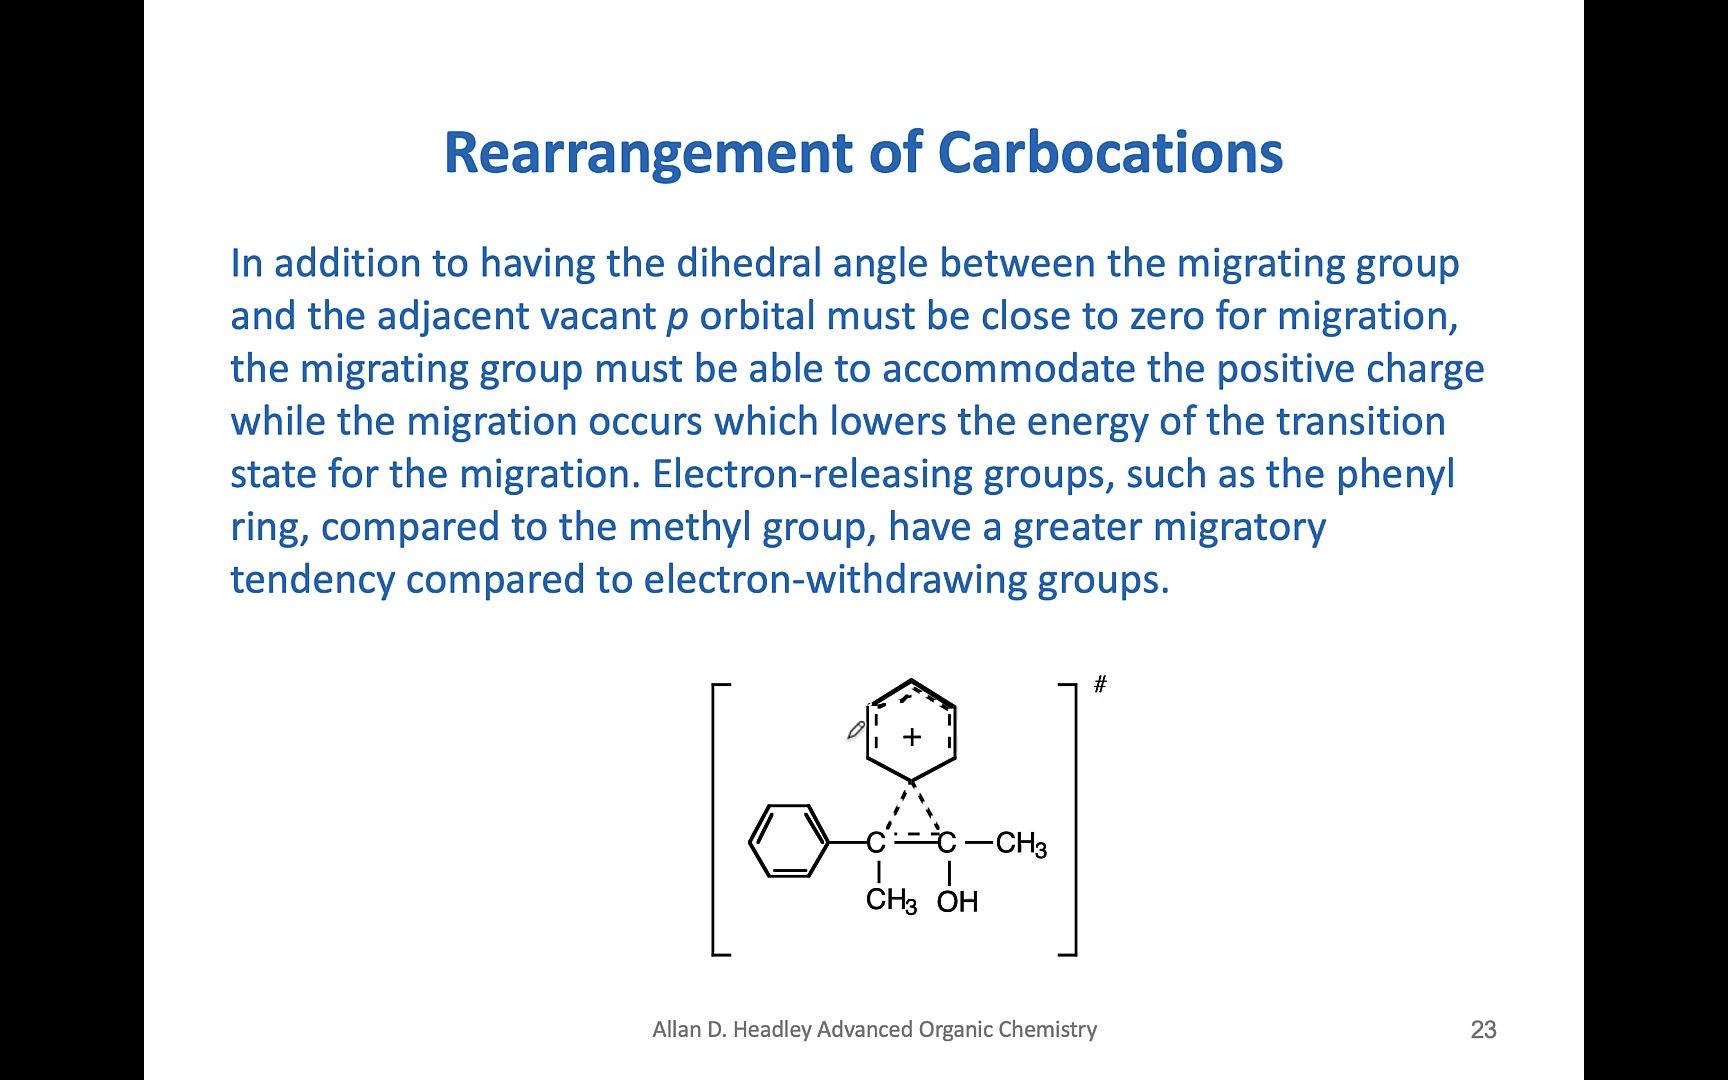 Rearrangement of Carbocations
In addition to having the dihedral angle between the migrating group
and the adjacent vacant p orbital must be close to zero for migration,
the migrating group must be able to accommodate the positive charge
while the migration occurs which lowers the energy of the transition
state for the migration. Electron-releasing groups, such as the phenyl
ring, compared to the methyl group, have a greater migratory
tendency compared to electron-withdrawing groups.
#
+
C C CH3
CH3 OH
Allan D. Headley Advanced Organic Chemistry 23